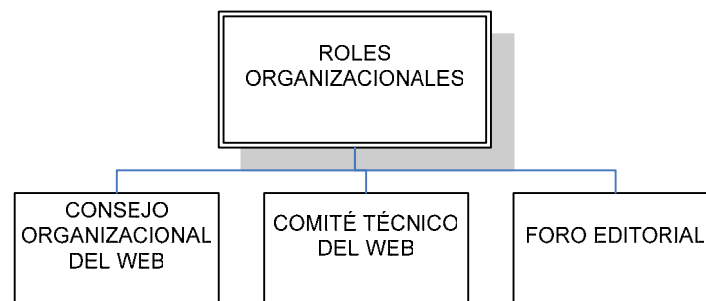 ROLES
ORGANIZACIONALES
CONSEJO
ORGANIZACIONAL
DEL WEB
COMITÉ TÉCNICO
DEL WEB
FORO EDITORIAL